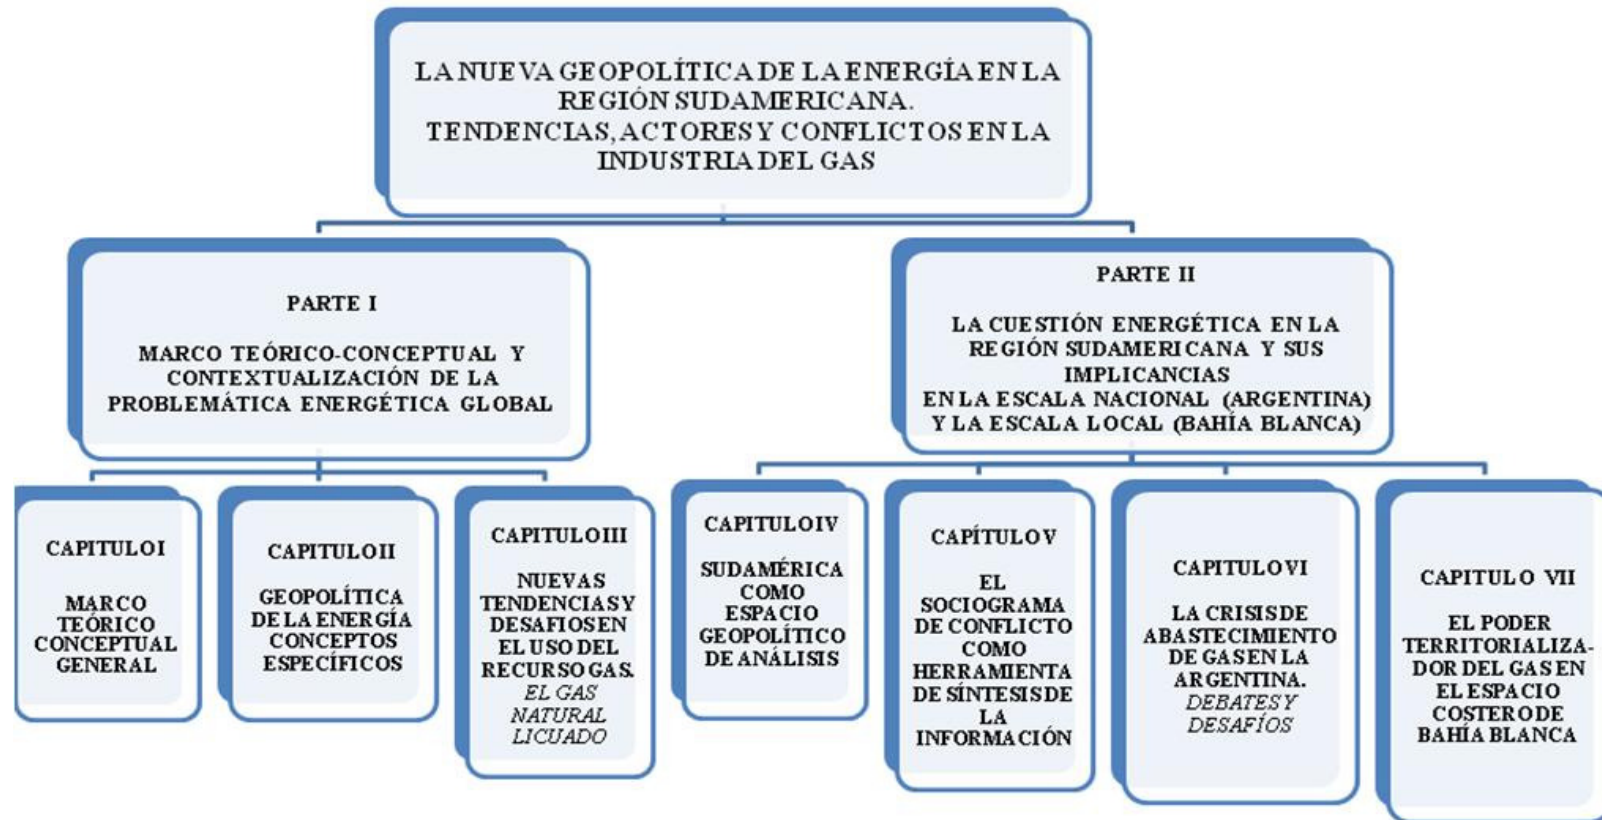 LA NUEVA GEOPOLÍTICA DE LA ENERGÍA EN LA
REGIÓN SUDAMERICANA.
TENDENCIAS, ACTORES Y CONFLICTOS EN LA
INDUSTRIA DEL GAS
PARTE I
MARCO TEÓRICO-CONCEPTUAL Y
CONTEXTUALIZACIÓN DE LA
PROBLEMÁTICA ENERGÉTICA GLOBAL
PARTE II
LA CUESTIÓN ENERGÉTICA EN LA
REGIÓN SUDAMERICANA Y SUS
IMPLICANCIAS
EN LA ESCALA NACIONAL (ARGENTINA)
Y LA ESCALA LOCAL (BAHÍA BLANCA)
CAPITULO I
MARCO
TEÓRICO
CONCEPTUAL
GENERAL
CAPITULO II
GEOPOLÍTICA
DE LA ENERGÍA
CONCEPTOS
ESPECÍFICOS
CAPITULO III
NUEVAS
TENDENCIAS Y
DESAFIOS EN
EL USO DEL
RECURSO GAS.
EL GAS
NATURAL
LICUADO
CAPITULO IV
SUDAMÉRICA
COMO
ESPACIO
GEOPOLÍTICO
DE ANÁLISIS
CAPÍTULO V
EL
SOCIOGRAMA
DE CONFLICTO
COMO
HERRAMIENTA
DE SÍNTESIS DE
LA
INFORMACIÓN
CAPITULO VI
LA CRISIS DE
ABASTECIMIENTO
DE GAS EN LA
ARGENTINA.
DEBATES Y
DESAFÍOS
CAPITULO VII
EL PODER
TERRITORIALIZA-
DOR DEL GAS EN
EL ESPACIO
COSTERO DE
BAHÍA BLANCA